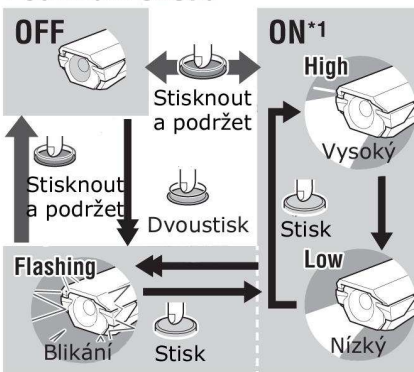 OFF
ON*1
High
Stisknout
a podržet
Vysoký
Stisknout
a podržet
Dvoustisk
Stisk
Flashing
Low
Blikání
Stisk
Nízký